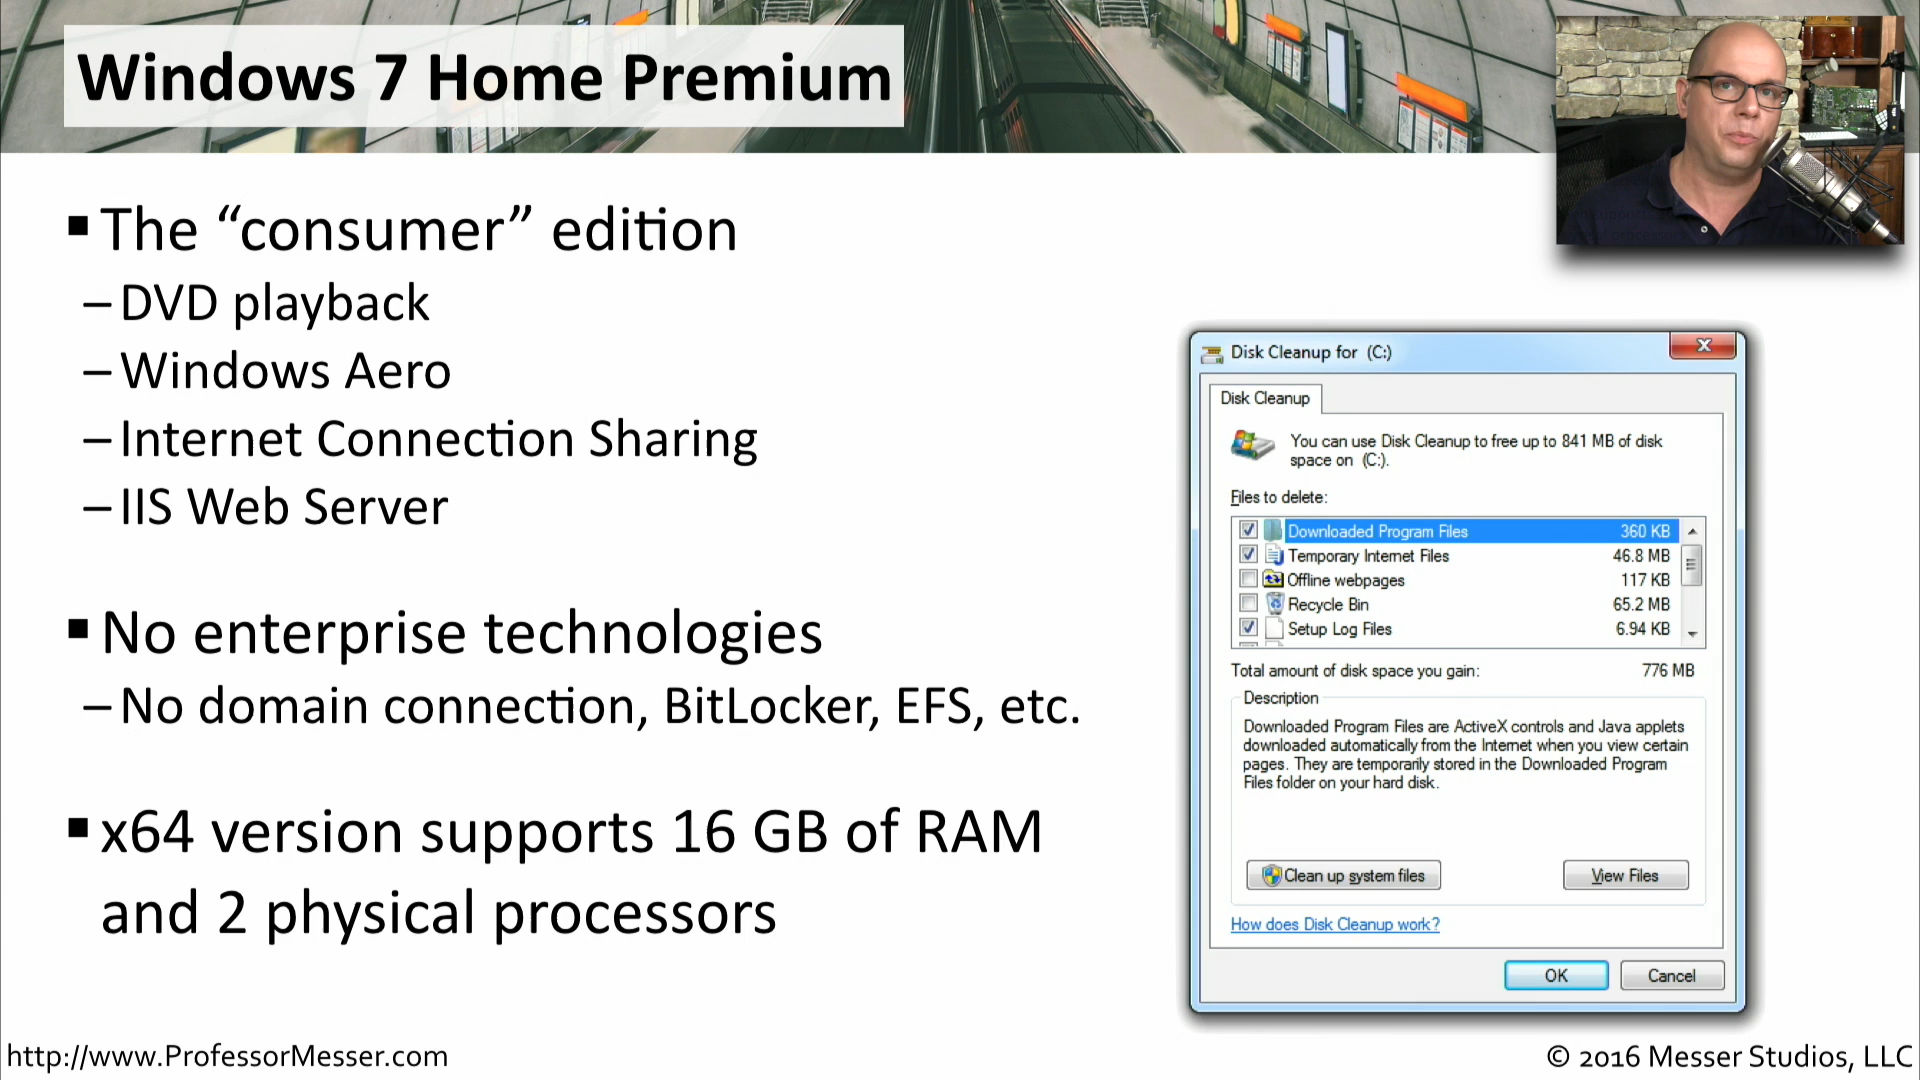 Windows 7 Home Premium
▪ The “consumer” edition
– DVD playback
– Windows Aero
– Internet Connection Sharing
– IIS Web Server
▪ No enterprise technologies
– No domain connection, BitLocker, EFS, etc.
▪ x64 version supports 16 GB of RAM
and 2 physical processors
Disk Cleanup for (C:)
Disk Cleanup
You can use Disk Cleanup to free up to 841 MB of disk
space on (C:).
Files to delete:
Downloaded Program Files 360 KB
Temporary Internet Files 46.8 MB
Offline webpages 117 KB
Recycle Bin 65.2 MB
Setup Log Files 6.94 KB
Total amount of disk space you gain: 776 MB
Description
Downloaded Program Files are ActiveX controls and Java applets
downloaded automatically from the Internet when you view certain
pages. They are temporarily stored in the Downloaded Program
Files folder on your hard disk.
Clean up system files View Files
How does Disk Cleanup work?
OK Cancel
http://www.ProfessorMesser.com
© 2016 Messer Studios, LLC